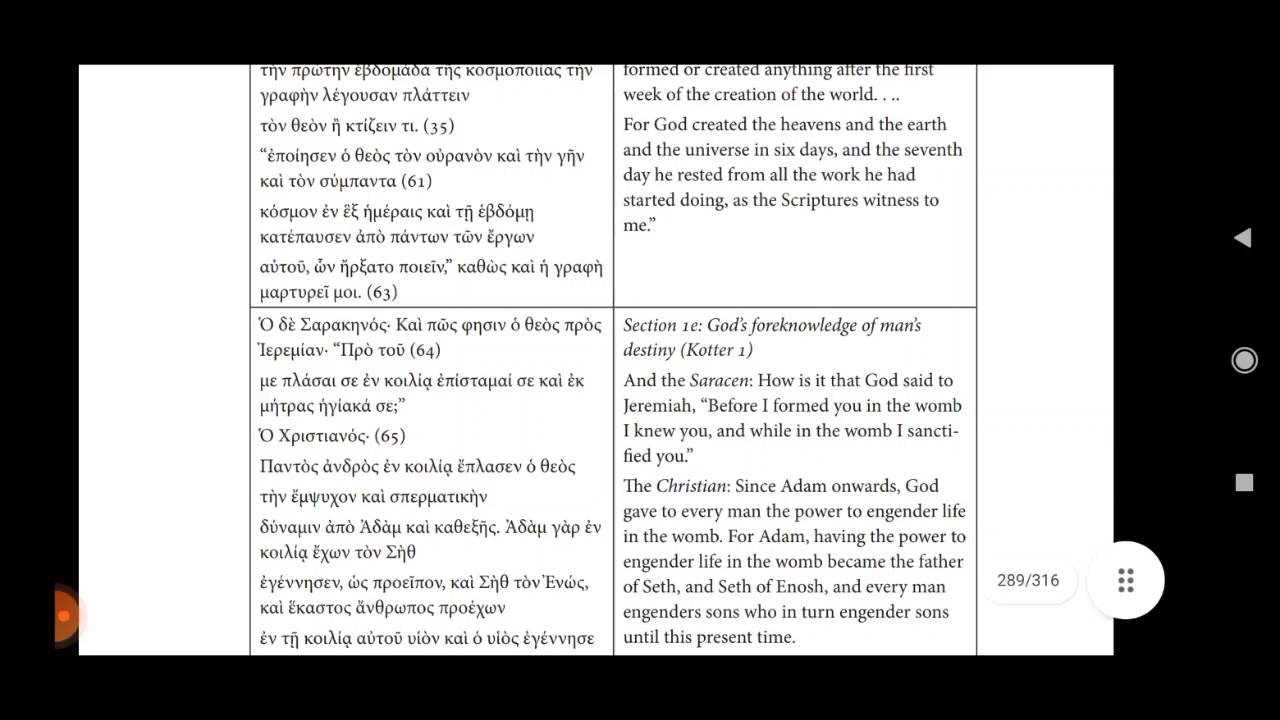 τὴν πρώτην ἑβδομάδα τῆς κοσμοποιίας τὴν
γραφὴν λέγουσαν πλάττειν
τὸν θεὸν ἢ κτίζειν τι. (35)
“ἐποίησεν ὁ θεὸς τὸν οὐρανὸν καὶ τὴν γῆν
καὶ τὸν σύμπαντα (61)
κόσμον ἐν ἓξ ἡμέραις καὶ τῇ ἑβδόμῃ
κατέπαυσεν ἀπὸ πάντων τῶν ἔργων
αὐτοῦ, ὧν ἤρξατο ποιεῖν,” καθὼς καὶ ἡ γραφὴ
μαρτυρεῖ μοι. (63)
formed or created anything after the first
week of the creation of the world. . ..
For God created the heavens and the earth
and the universe in six days, and the seventh
day he rested from all the work he had
started doing, as the Scriptures witness to
me.”
Ὁ δὲ Σαρακηνός· Καὶ πῶς φησιν ὁ θεὸς πρὸς
Ἰερεμίαν· “Πρὸ τοῦ (64)
με πλάσαι σε ἐν κοιλίᾳ ἐπίσταμαί σε καὶ ἐκ
μήτρας ἡγίακά σε;”
Ὁ Χριστιανός· (65)
Παντὸς ἀνδρὸς ἐν κοιλίᾳ ἔπλασεν ὁ θεὸς
τὴν ἔμψυχον καὶ σπερματικὴν
δύναμιν ἀπὸ Ἀδὰμ καὶ καθεξῆς. Ἀδὰμ γὰρ ἐν
κοιλίᾳ ἔχων τὸν Σὴθ
ἐγέννησεν, ὡς προεῖπον, καὶ Σὴθ τὸν Ἐνώς,
καὶ ἕκαστος ἄνθρωπος προέχων
ἐν τῇ κοιλίᾳ αὐτοῦ υἱὸν καὶ ὁ υἱὸς ἐγέννησε
Section 1e: God’s foreknowledge of man’s
destiny (Kotter 1)
And the Saracen: How is it that God said to
Jeremiah, “Before I formed you in the womb
I knew you, and while in the womb I sancti-
fied you.”
The Christian: Since Adam onwards, God
gave to every man the power to engender life
in the womb. For Adam, having the power to
engender life in the womb became the father
of Seth, and Seth of Enosh, and every man
engenders sons who in turn engender sons
until this present time.
289/316